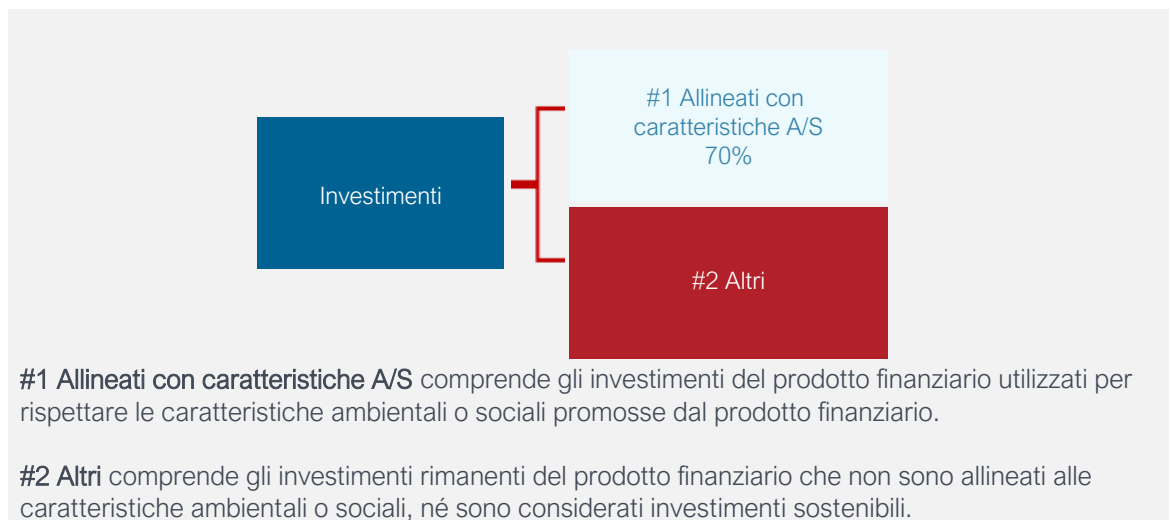 #1 Allineati con
caratteristiche A/S
70%
Investimenti
#2 Altri
#1 Allineati con caratteristiche A/S comprende gli investimenti del prodotto finanziario utilizzati per
rispettare le caratteristiche ambientali o sociali promosse dal prodotto finanziario.
#2 Altri comprende gli investimenti rimanenti del prodotto finanziario che non sono allineati alle
caratteristiche ambientali o sociali, né sono considerati investimenti sostenibili.